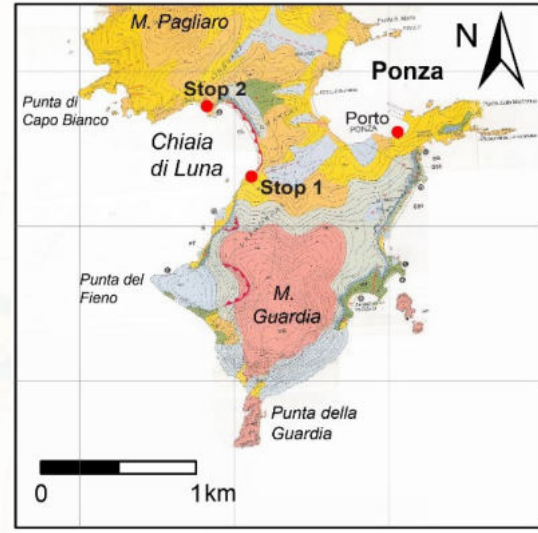 M. Pagliaro
N
Ponza
Stop 2
Punta di
Capo Bianco
Chiaia
di Luna
Porto
PONZA
Stop 1
Punta del
Fieno
M.
Guardia
Punta della
Guardia
0
1km